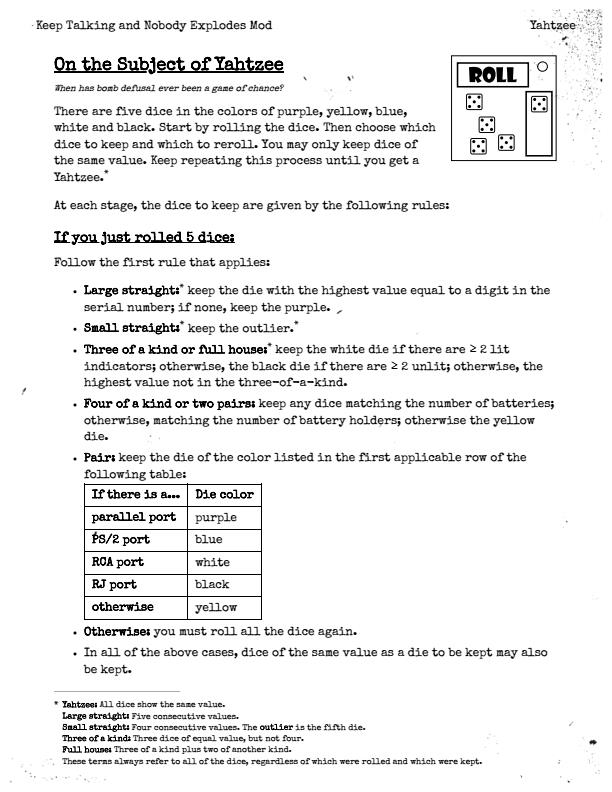 Keep Talking and Nobody Explodes Mod
Yahtzee
On the Subject of Yahtzee
When has bomb defusal ever been a game of chance?
ROLL
There are five dice in the colors of purple, yellow, blue,
white and black. Start by rolling the dice. Then choose which
dice to keep and which to reroll. You may only keep dice of
the same value. Keep repeating this process until you get a
Yahtzee.*
At each stage, the dice to keep are given by the following rules:
If you just rolled 5 dice:
Follow the first rule that applies:
• Large straight:* keep the die with the highest value equal to a digit in the
serial number; if none, keep the purple.
• Small straight:* keep the outlier.*
• Three of a kind or full house:* keep the white die if there are ≥ 2 lit
indicators; otherwise, the black die if there are ≥ 2 unlit; otherwise, the
highest value not in the three-of-a-kind.
• Four of a kind or two pairs: keep any dice matching the number of batteries;
otherwise, matching the number of battery holders; otherwise the yellow
die.
• Pair: keep the die of the color listed in the first applicable row of the
following table:
If there is a... Die color
parallel port purple
PS/2 port blue
RCA port white
RJ port black
otherwise yellow
• Otherwise: you must roll all the dice again.
• In all of the above cases, dice of the same value as a die to be kept may also
be kept.
* Yahtzee: All dice show the same value.
Large straight: Five consecutive values.
Small straight: Four consecutive values. The outlier is the fifth die.
Three of a kind: Three dice of equal value, but not four.
Full house: Three of a kind plus two of another kind.
These terms always refer to all of the dice, regardless of which were rolled and which were kept.